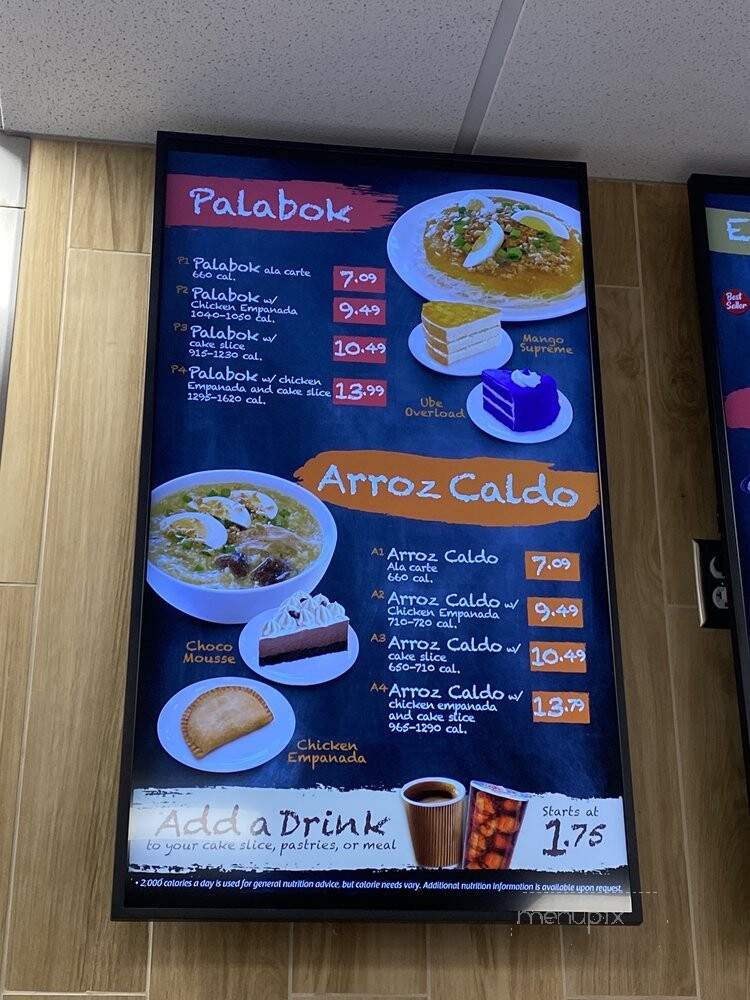 Palabok
P1 Palabok ala carte
660 cal.
7.09
P2 Palabok w/
Chicken Empanada
1040-1050 cal.
9.49
P3 Palabok w/
cake slice
915-1230 cal.
10.49
P4 Palabok w/ chicken
Empanada and cake slice
1295-1620 cal.
13.99
Mango
Supreme
Ube
Overload
Arroz Caldo
A1 Arroz Caldo
Ala carte
660 cal.
7.09
A2 Arroz Caldo w/
Chicken Empanada
710-720 cal.
9.49
A3 Arroz Caldo w/
cake slice
650-710 cal.
10.49
A4 Arroz Caldo w/
chicken empanada
and cake slice
965-1290 cal.
13.79
Choco
Mousse
Chicken
Empanada
Add a Drink
to your cake slice, pastries, or meal
Starts at
1.75
• 2,000 calories a day is used for general nutrition advice, but calorie needs vary. Additional nutrition information is available upon request.
menupix
E
Best
Seller